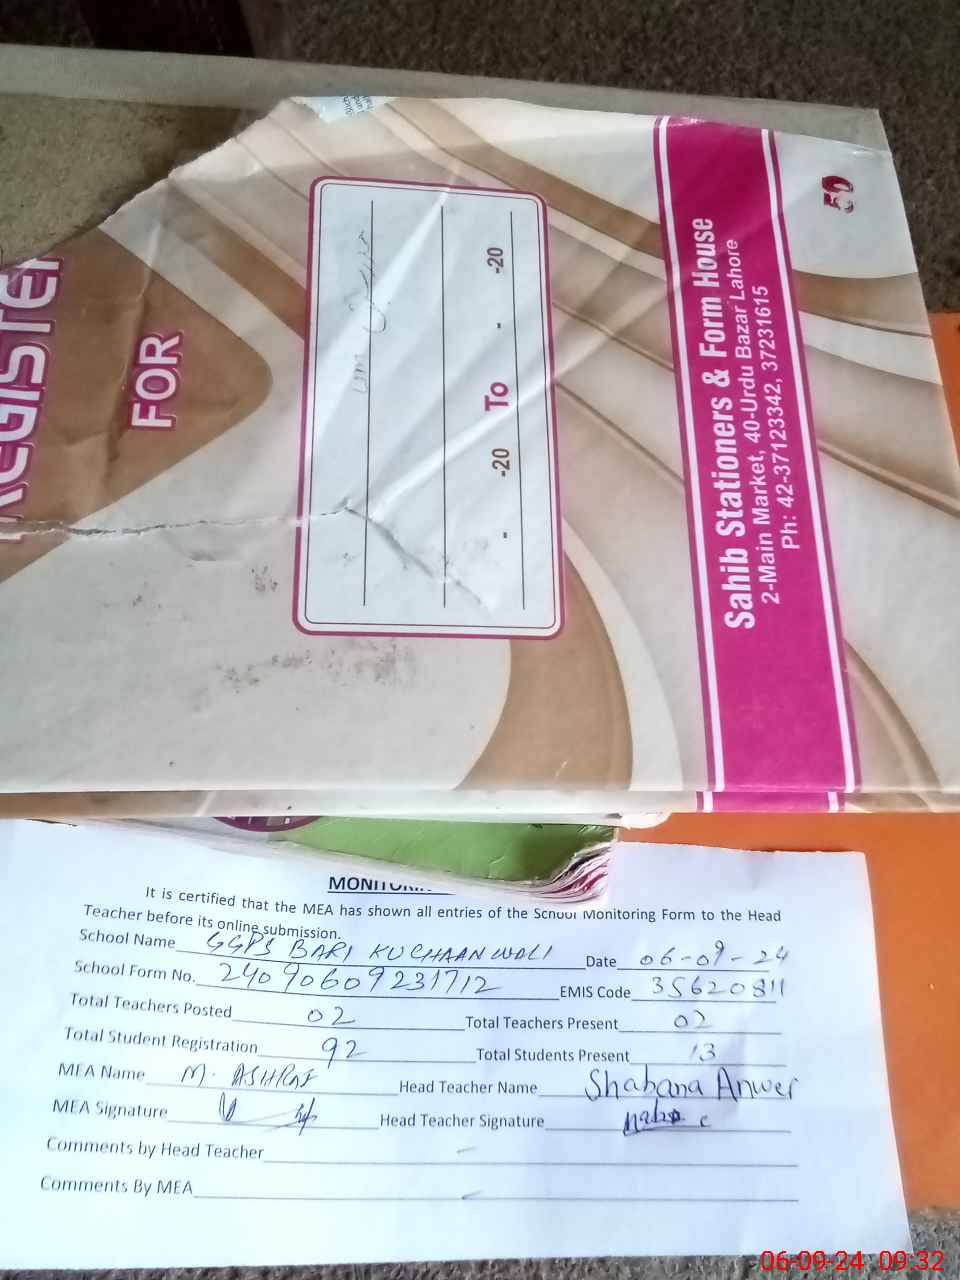 REGISTER
FOR
-20 To - -20
Sahib Stationers & Form House
2-Main Market, 40-Urdu Bazar Lahore
Ph: 42-37123342, 37231615
50
MONITORIN
It is certified that the MEA has shown all entries of the School Monitoring Form to the Head
Teacher before its online submission.
School Name GGPS BARI KUCHAANWALI Date 06-09-24
School Form No. 24090609231712 EMIS Code 35620811
Total Teachers Posted 02 Total Teachers Present 02
Total Student Registration 92 Total Students Present 13
MEA Name M. ASHRAF Head Teacher Name Shabana Anwer
MEA Signature Head Teacher Signature
Comments by Head Teacher
Comments By MEA
06-09-24 09:32